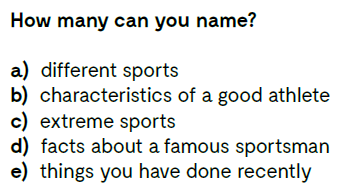 How many can you name?
a) different sports
b) characteristics of a good athlete
c) extreme sports
d) facts about a famous sportsman
e) things you have done recently